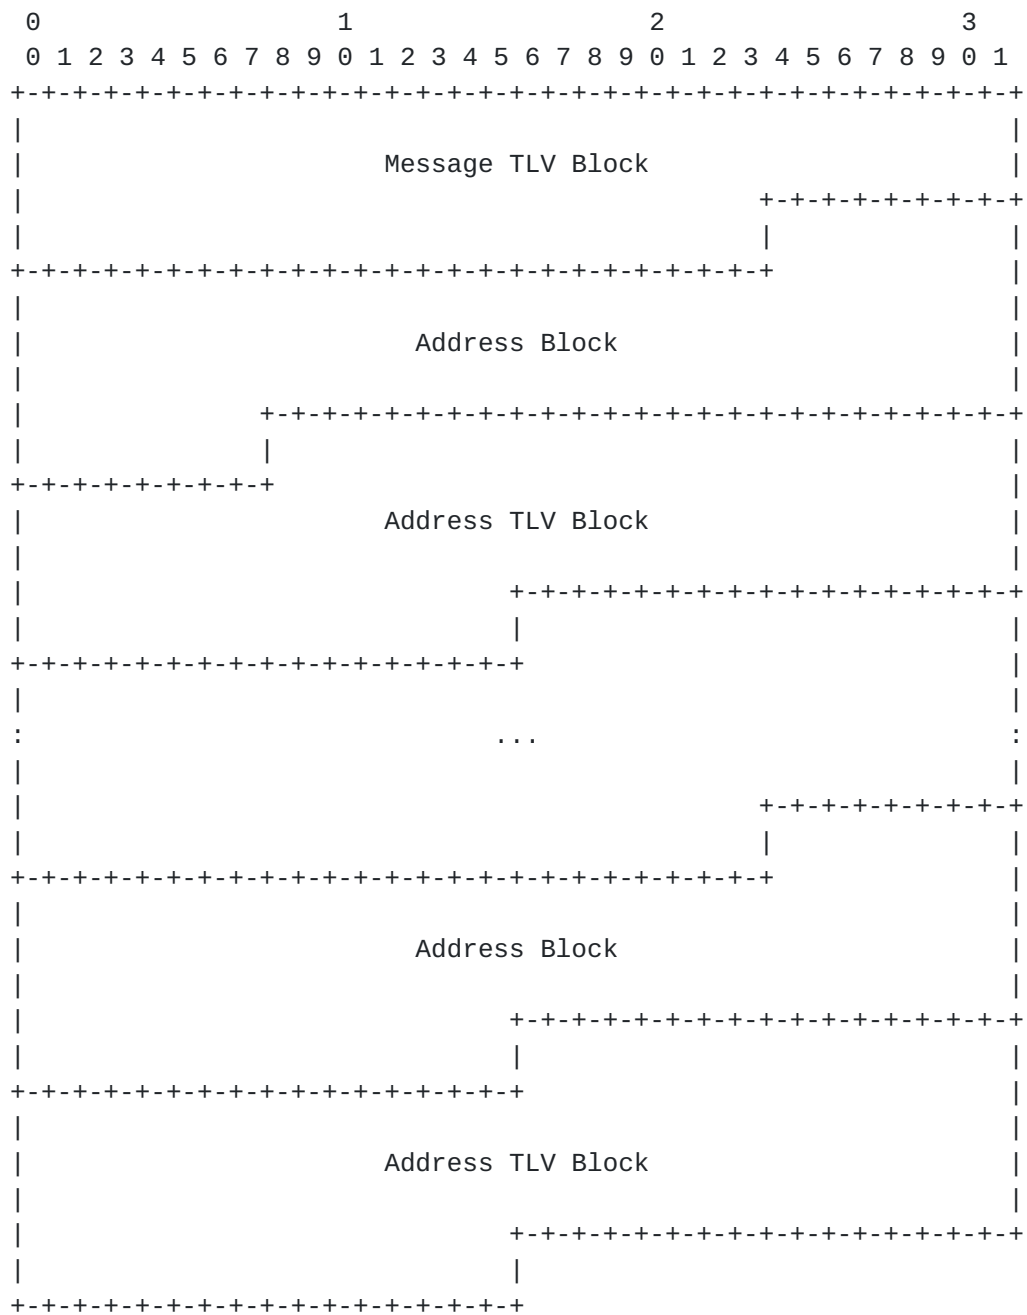 0                   1                   2                   3
 0 1 2 3 4 5 6 7 8 9 0 1 2 3 4 5 6 7 8 9 0 1 2 3 4 5 6 7 8 9 0 1
+-+-+-+-+-+-+-+-+-+-+-+-+-+-+-+-+-+-+-+-+-+-+-+-+-+-+-+-+-+-+-+-+
|                                                               |
|                       Message TLV Block                       |
|                                               +-+-+-+-+-+-+-+-+
|                                               |               |
+-+-+-+-+-+-+-+-+-+-+-+-+-+-+-+-+-+-+-+-+-+-+-+-+               |
|                                                               |
|                         Address Block                         |
|                                                               |
|               +-+-+-+-+-+-+-+-+-+-+-+-+-+-+-+-+-+-+-+-+-+-+-+-+
|               |                                               |
+-+-+-+-+-+-+-+-+                                               |
|                       Address TLV Block                       |
|                                                               |
|                               +-+-+-+-+-+-+-+-+-+-+-+-+-+-+-+-+
|                               |                               |
+-+-+-+-+-+-+-+-+-+-+-+-+-+-+-+-+                               |
|                                                               |
:                              ...                              :
|                                                               |
|                                               +-+-+-+-+-+-+-+-+
|                                               |               |
+-+-+-+-+-+-+-+-+-+-+-+-+-+-+-+-+-+-+-+-+-+-+-+-+               |
|                                                               |
|                         Address Block                         |
|                                                               |
|                               +-+-+-+-+-+-+-+-+-+-+-+-+-+-+-+-+
|                               |                               |
+-+-+-+-+-+-+-+-+-+-+-+-+-+-+-+-+                               |
|                                                               |
|                       Address TLV Block                       |
|                                                               |
|                               +-+-+-+-+-+-+-+-+-+-+-+-+-+-+-+-+
|                               |
+-+-+-+-+-+-+-+-+-+-+-+-+-+-+-+-+